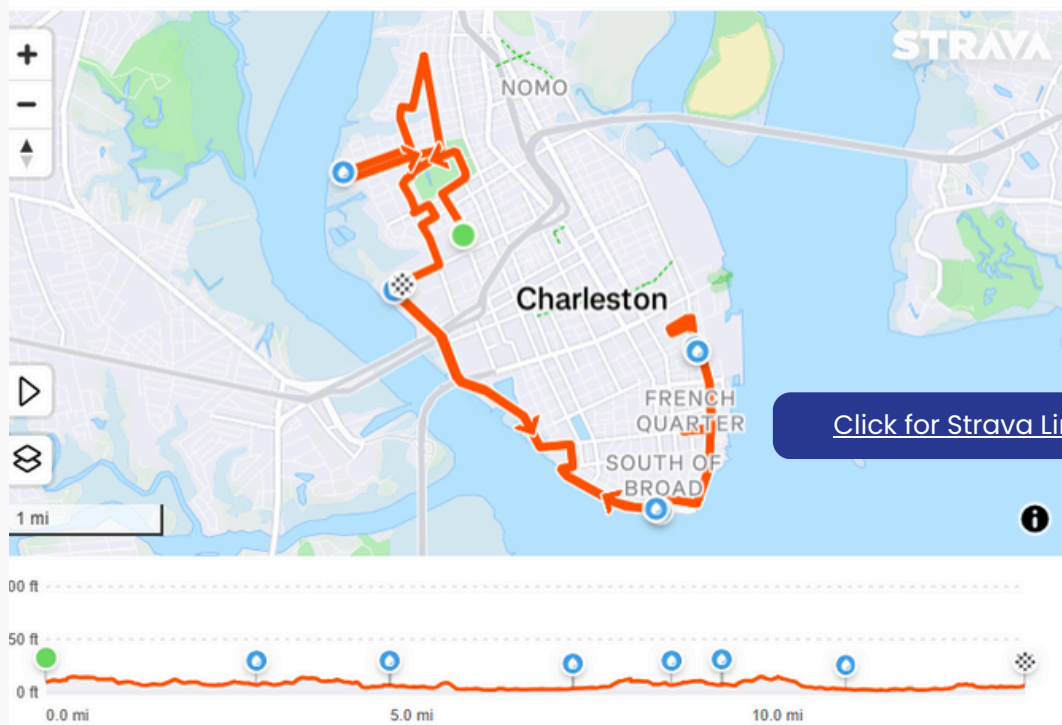 STRAVA
NOMO
Charleston
FRENCH
QUARTER
Click for Strava Li
SOUTH OF
BROAD
1 mi
00 ft
50 ft
0 ft
0.0 mi
5.0 mi
10.0 mi